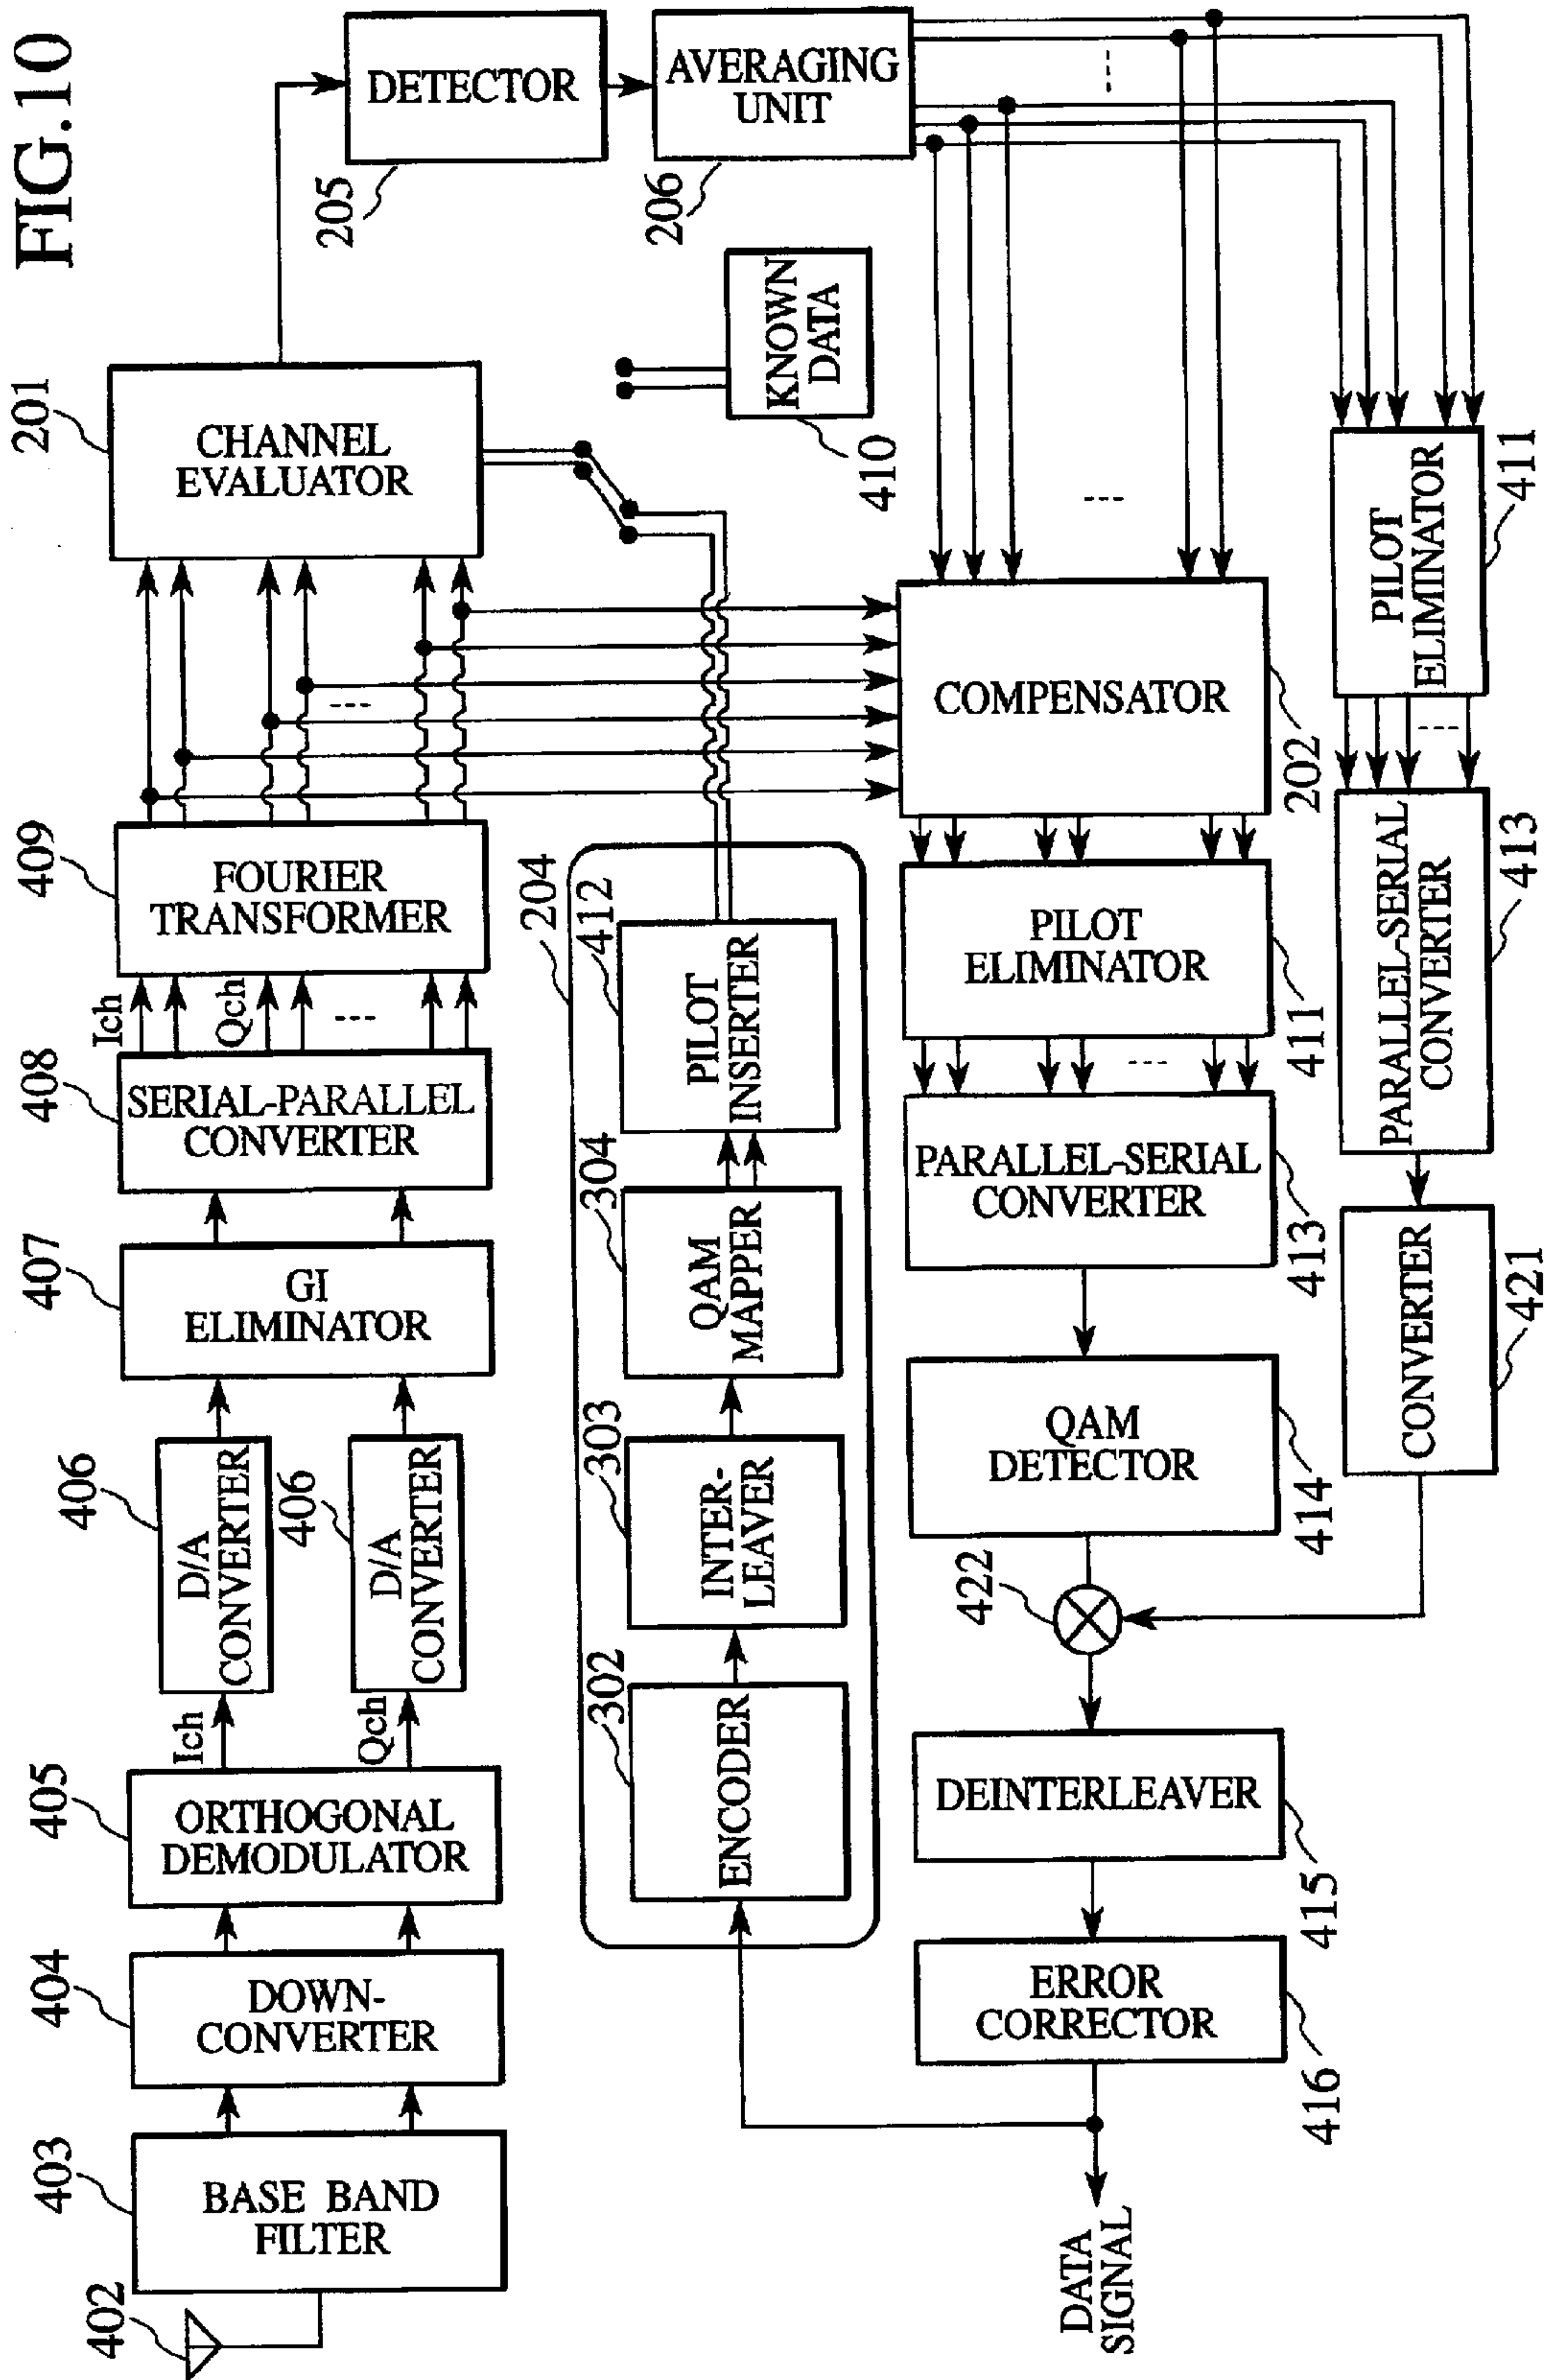 FIG.10
402
403
BASE BAND
FILTER
404
DOWN-
CONVERTER
405
ORTHOGONAL
DEMODULATOR
Ich
Qch
406
D/A
CONVERTER
406
D/A
CONVERTER
407
GI
ELIMINATOR
408
SERIAL-PARALLEL
CONVERTER
Ich
Qch
409
FOURIER
TRANSFORMER
201
CHANNEL
EVALUATOR
DETECTOR
205
AVERAGING
UNIT
206
KNOWN
DATA
410
204
302
ENCODER
303
INTER-
LEAVER
304
QAM
MAPPER
412
PILOT
INSERTER
COMPENSATOR
202
PILOT
ELIMINATOR
411
PARALLEL-SERIAL
CONVERTER
413
QAM
DETECTOR
414
422
DEINTERLEAVER
415
ERROR
CORRECTOR
416
DATA
SIGNAL
PILOT
ELIMINATOR
411
PARALLEL-SERIAL
CONVERTER
413
CONVERTER
421